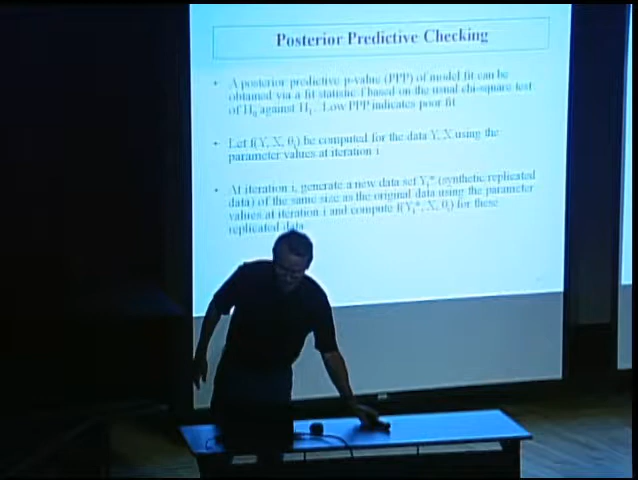 Posterior Predictive Checking
• A posterior predictive p-value (PPP) of model fit can be
obtained via a fit statistic f based on the usual chi-square test
of H₀ against H₁. Low PPP indicates poor fit
• Let f(Y, X, θᵢ) be computed for the data Y, X using the
parameter values at iteration i
• At iteration i, generate a new data set Yᵢ* (synthetic replicated
data) of the same size as the original data using the parameter
values at iteration i and compute f(Yᵢ*, X, θᵢ) for these
replicated data